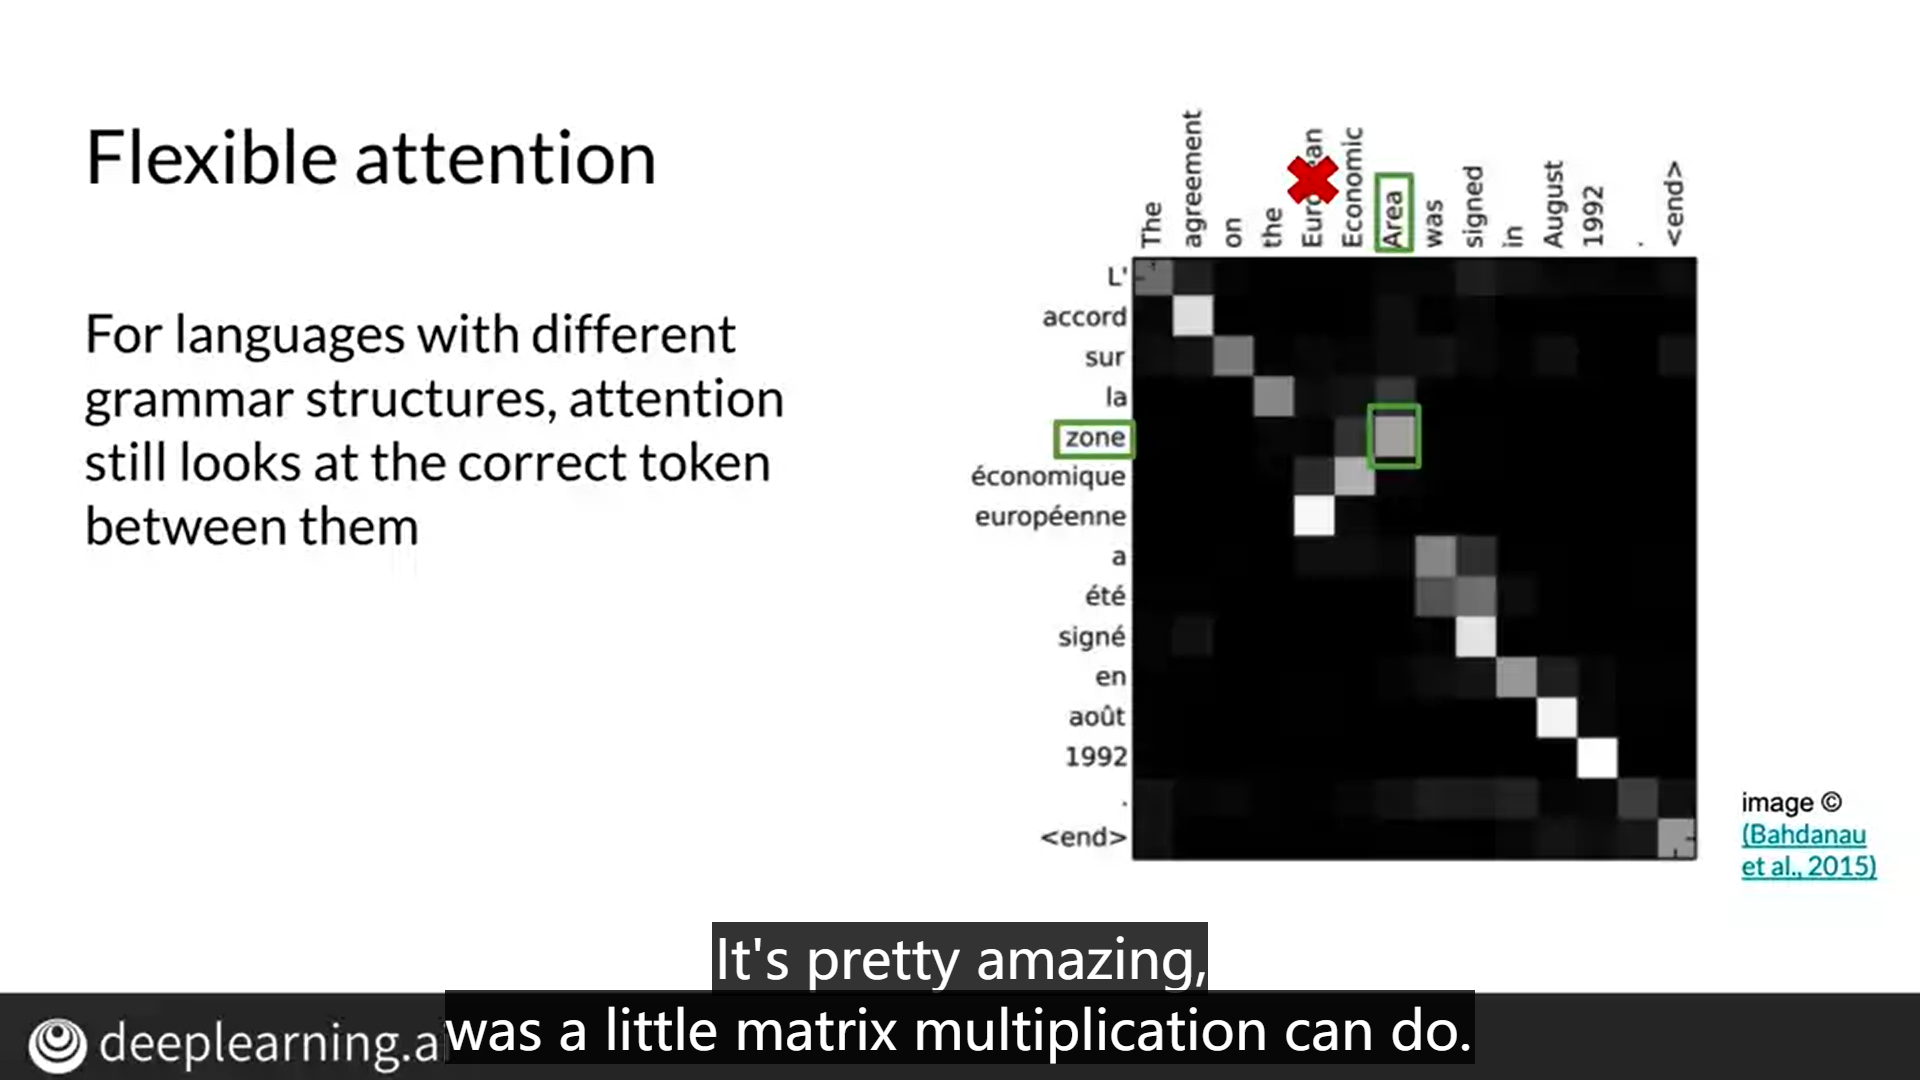 Flexible attention
For languages with different
grammar structures, attention
still looks at the correct token
between them
The
agreement
on
the
Economic
Area
was
signed
in
August
1992
.
<end>
L'
accord
sur
la
zone
économique
européenne
a
été
signé
en
août
1992
.
<end>
image ©
(Bahdanau
et al., 2015)
It's pretty amazing,
was a little matrix multiplication can do.
deeplearning.a